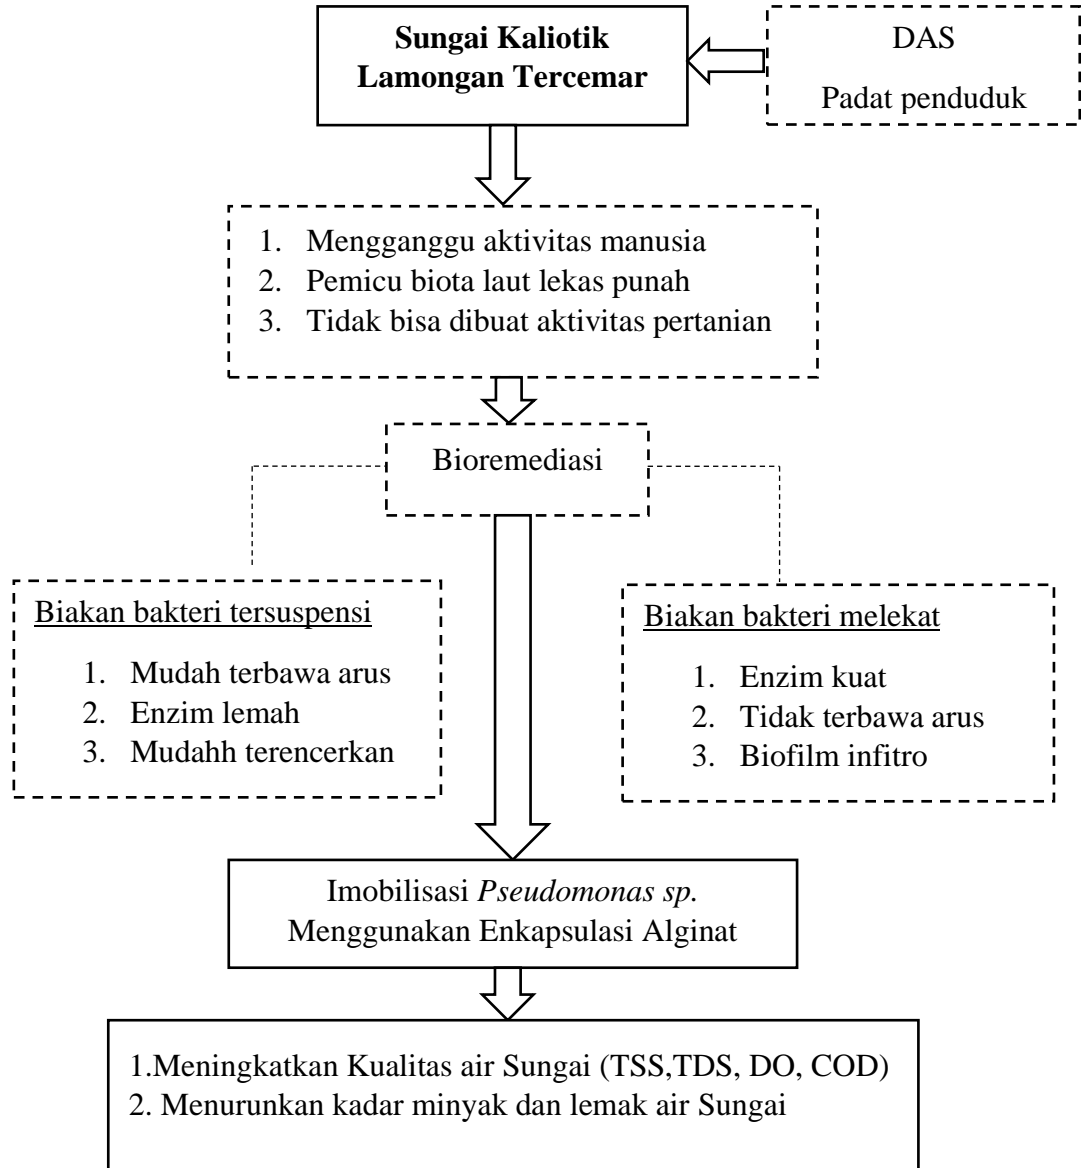 Sungai Kaliotik
Lamongan Tercemar
DAS
Padat penduduk
1. Mengganggu aktivitas manusia
2. Pemicu biota laut lekas punah
3. Tidak bisa dibuat aktivitas pertanian
Bioremediasi
Biakan bakteri tersuspensi
1. Mudah terbawa arus
2. Enzim lemah
3. Mudahh terencerkan
Biakan bakteri melekat
1. Enzim kuat
2. Tidak terbawa arus
3. Biofilm infitro
Imobilisasi Pseudomonas sp.
Menggunakan Enkapsulasi Alginat
1.Meningkatkan Kualitas air Sungai (TSS,TDS, DO, COD)
2. Menurunkan kadar minyak dan lemak air Sungai